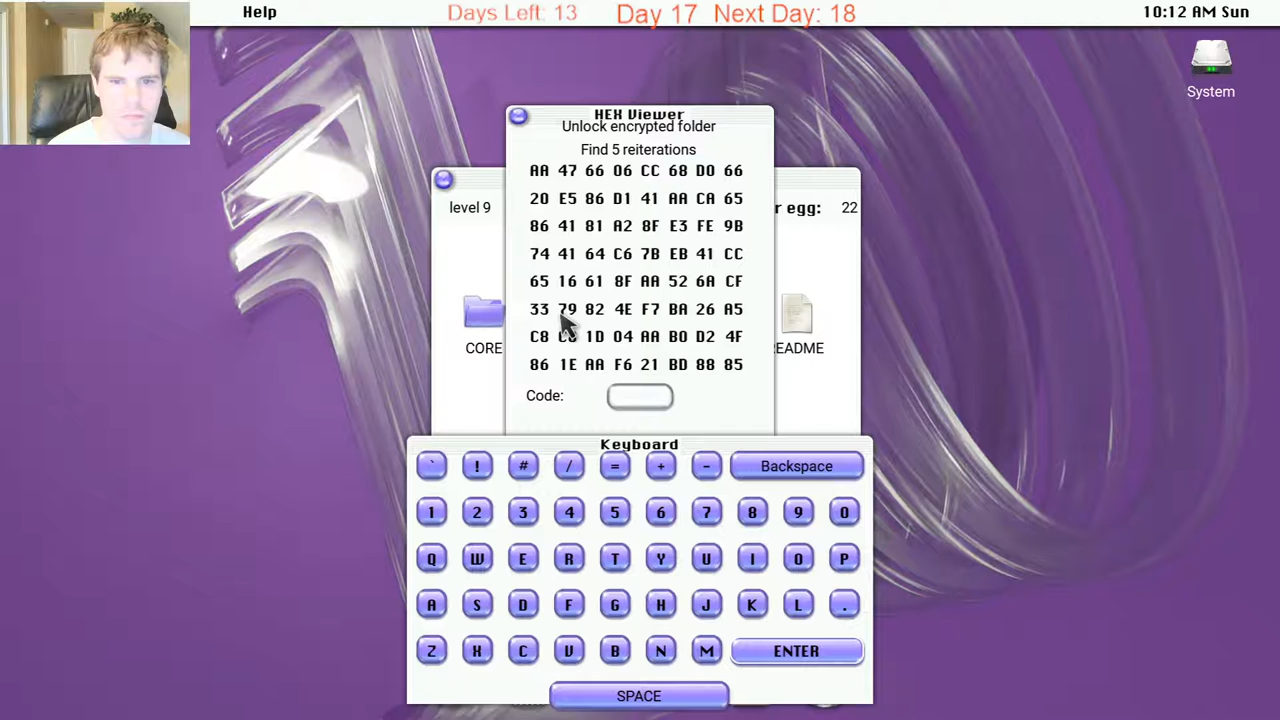 Help
Days Left: 13 Day 17 Next Day: 18
10:12 AM Sun
System
HEX Viewer
Unlock encrypted folder
Find 5 reiterations
AA 47 66 06 CC 68 D0 66
20 E5 86 D1 41 AA CA 65
86 41 81 A2 8F E3 FE 9B
74 41 64 C6 7B EB 41 CC
65 16 61 8F AA 52 6A CF
33 79 82 4E F7 BA 26 A5
C8 1D 04 AA B0 D2 4F
86 1E AA F6 21 BD 88 85
Code:
level 9
r egg: 22
CORE
EADME
Keyboard
` ! # / = + - Backspace
1 2 3 4 5 6 7 8 9 0
Q W E R T Y U I O P
A S D F G H J K L .
Z X C V B N M ENTER
SPACE